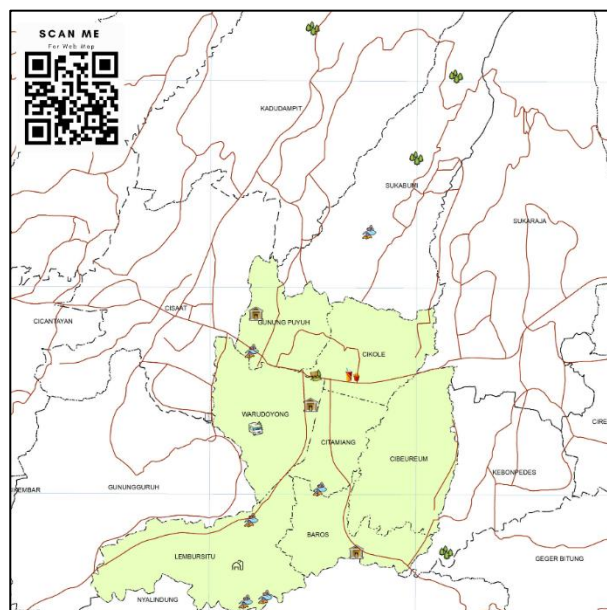 SCAN ME
For Web Map
KADUDAMPIT
SUKABUMI
SUKARAJA
CISAAT
CICANTAYAN
GUNUNG PUYUH
CIKOLE
WARUDOYONG
CITAMIANG
CIBEUREUM
CIRE
KEBONPEDES
GUNUNGGURUH
KEMBAR
BAROS
LEMBURSITU
GEGER BITUNG
NYALINDUNG